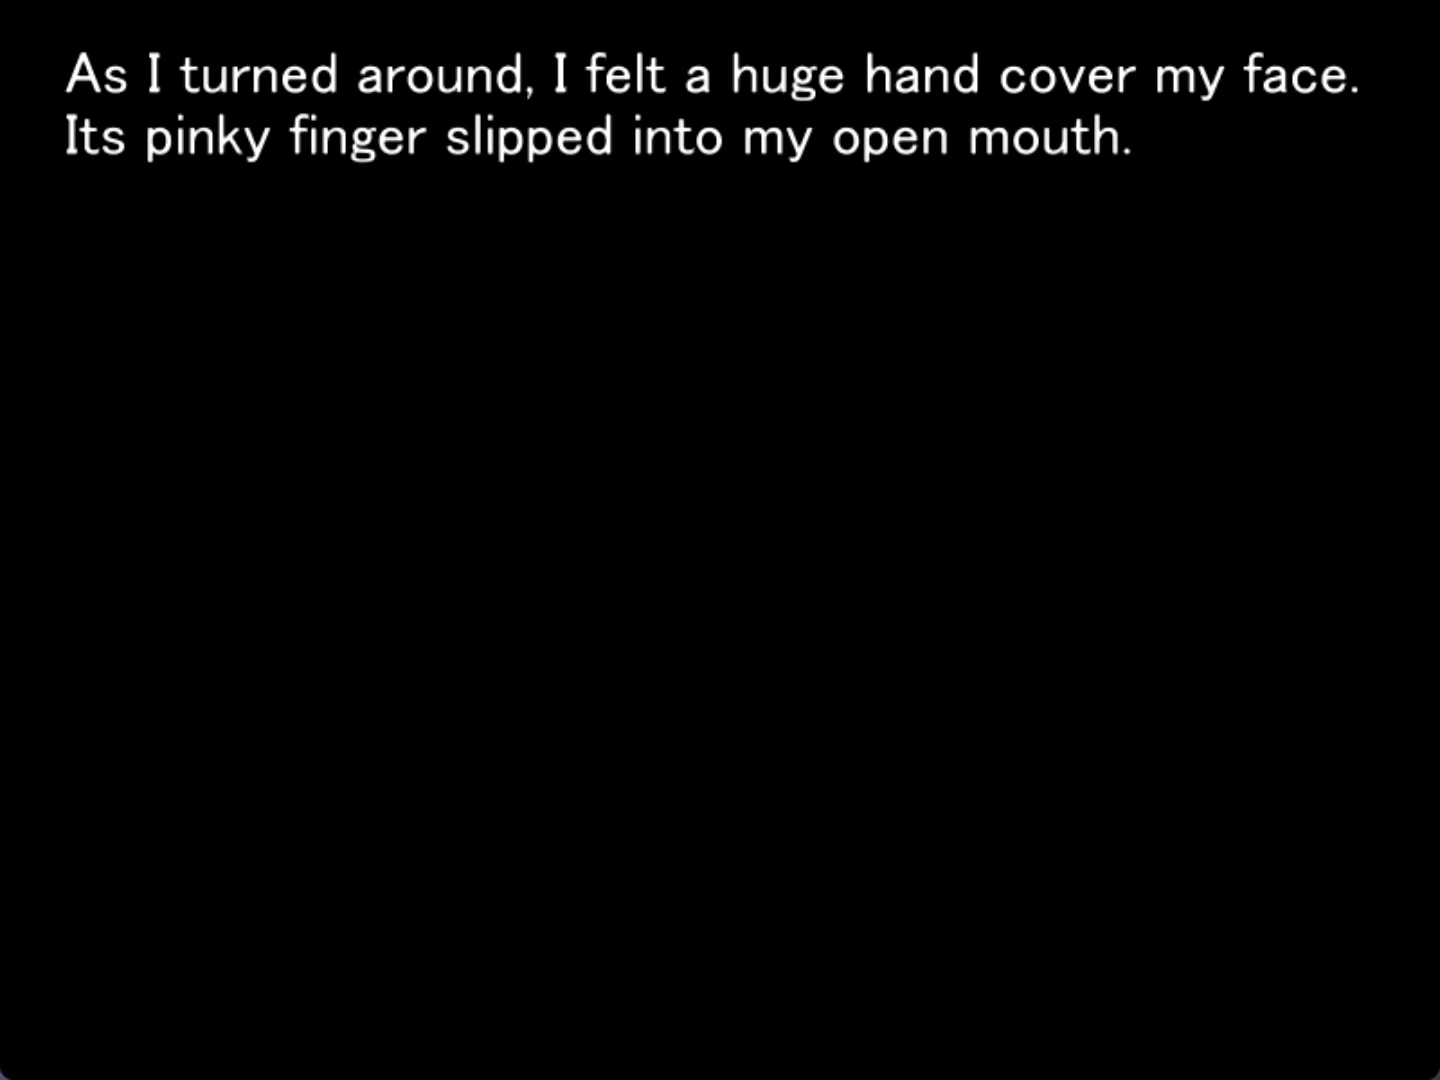 As I turned around, I felt a huge hand cover my face.
Its pinky finger slipped into my open mouth.